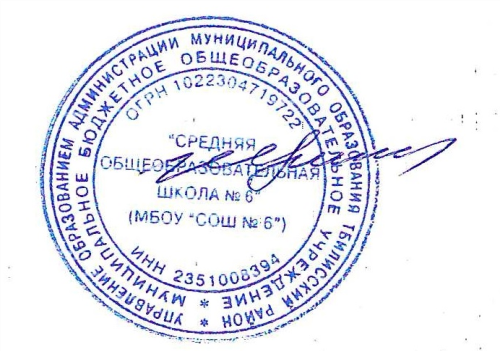 УПРАВЛЕНИЕ ОБРАЗОВАНИЕМ АДМИНИСТРАЦИИ МУНИЦИПАЛЬНОГО ОБРАЗОВАНИЯ ТБИЛИССКИЙ РАЙОН *
МУНИЦИПАЛЬНОЕ БЮДЖЕТНОЕ ОБЩЕОБРАЗОВАТЕЛЬНОЕ УЧРЕЖДЕНИЕ *
ОГРН 1022304719722
"СРЕДНЯЯ
ОБЩЕОБРАЗОВАТЕЛЬНАЯ
ШКОЛА № 6"
(МБОУ "СОШ № 6")
ИНН 2351008394